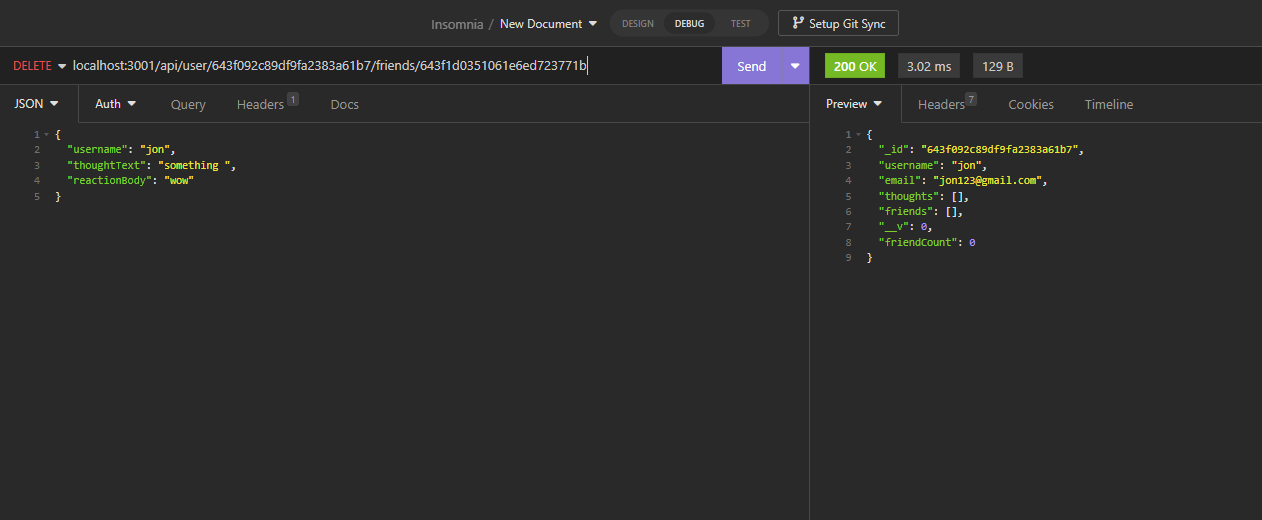 Insomnia / New Document DESIGN DEBUG TEST Setup Git Sync
DELETE localhost:3001/api/user/643f092c89df9fa2383a61b7/friends/643f1d0351061e6ed723771b Send 200 OK 3.02 ms 129 B
JSON Auth Query Headers 1 Docs
1 {
2 "username": "jon",
3 "thoughtText": "something ",
4 "reactionBody": "wow"
5 }
Preview Headers 7 Cookies Timeline
1 {
2 "_id": "643f092c89df9fa2383a61b7",
3 "username": "jon",
4 "email": "jon123@gmail.com",
5 "thoughts": [],
6 "friends": [],
7 "__v": 0,
8 "friendCount": 0
9 }